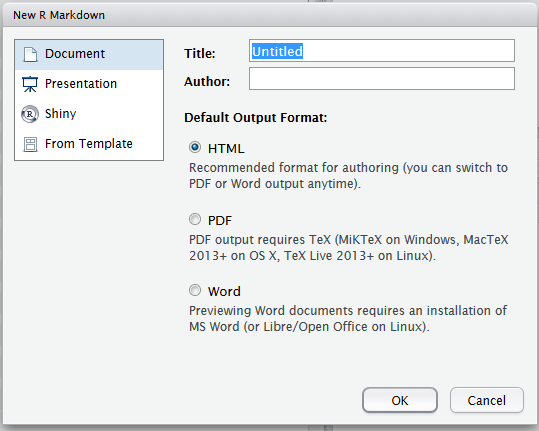 New R Markdown
Document
Presentation
Shiny
From Template
Title: Untitled
Author:
Default Output Format:
HTML
Recommended format for authoring (you can switch to
PDF or Word output anytime).
PDF
PDF output requires TeX (MiKTeX on Windows, MacTeX
2013+ on OS X, TeX Live 2013+ on Linux).
Word
Previewing Word documents requires an installation of
MS Word (or Libre/Open Office on Linux).
OK Cancel